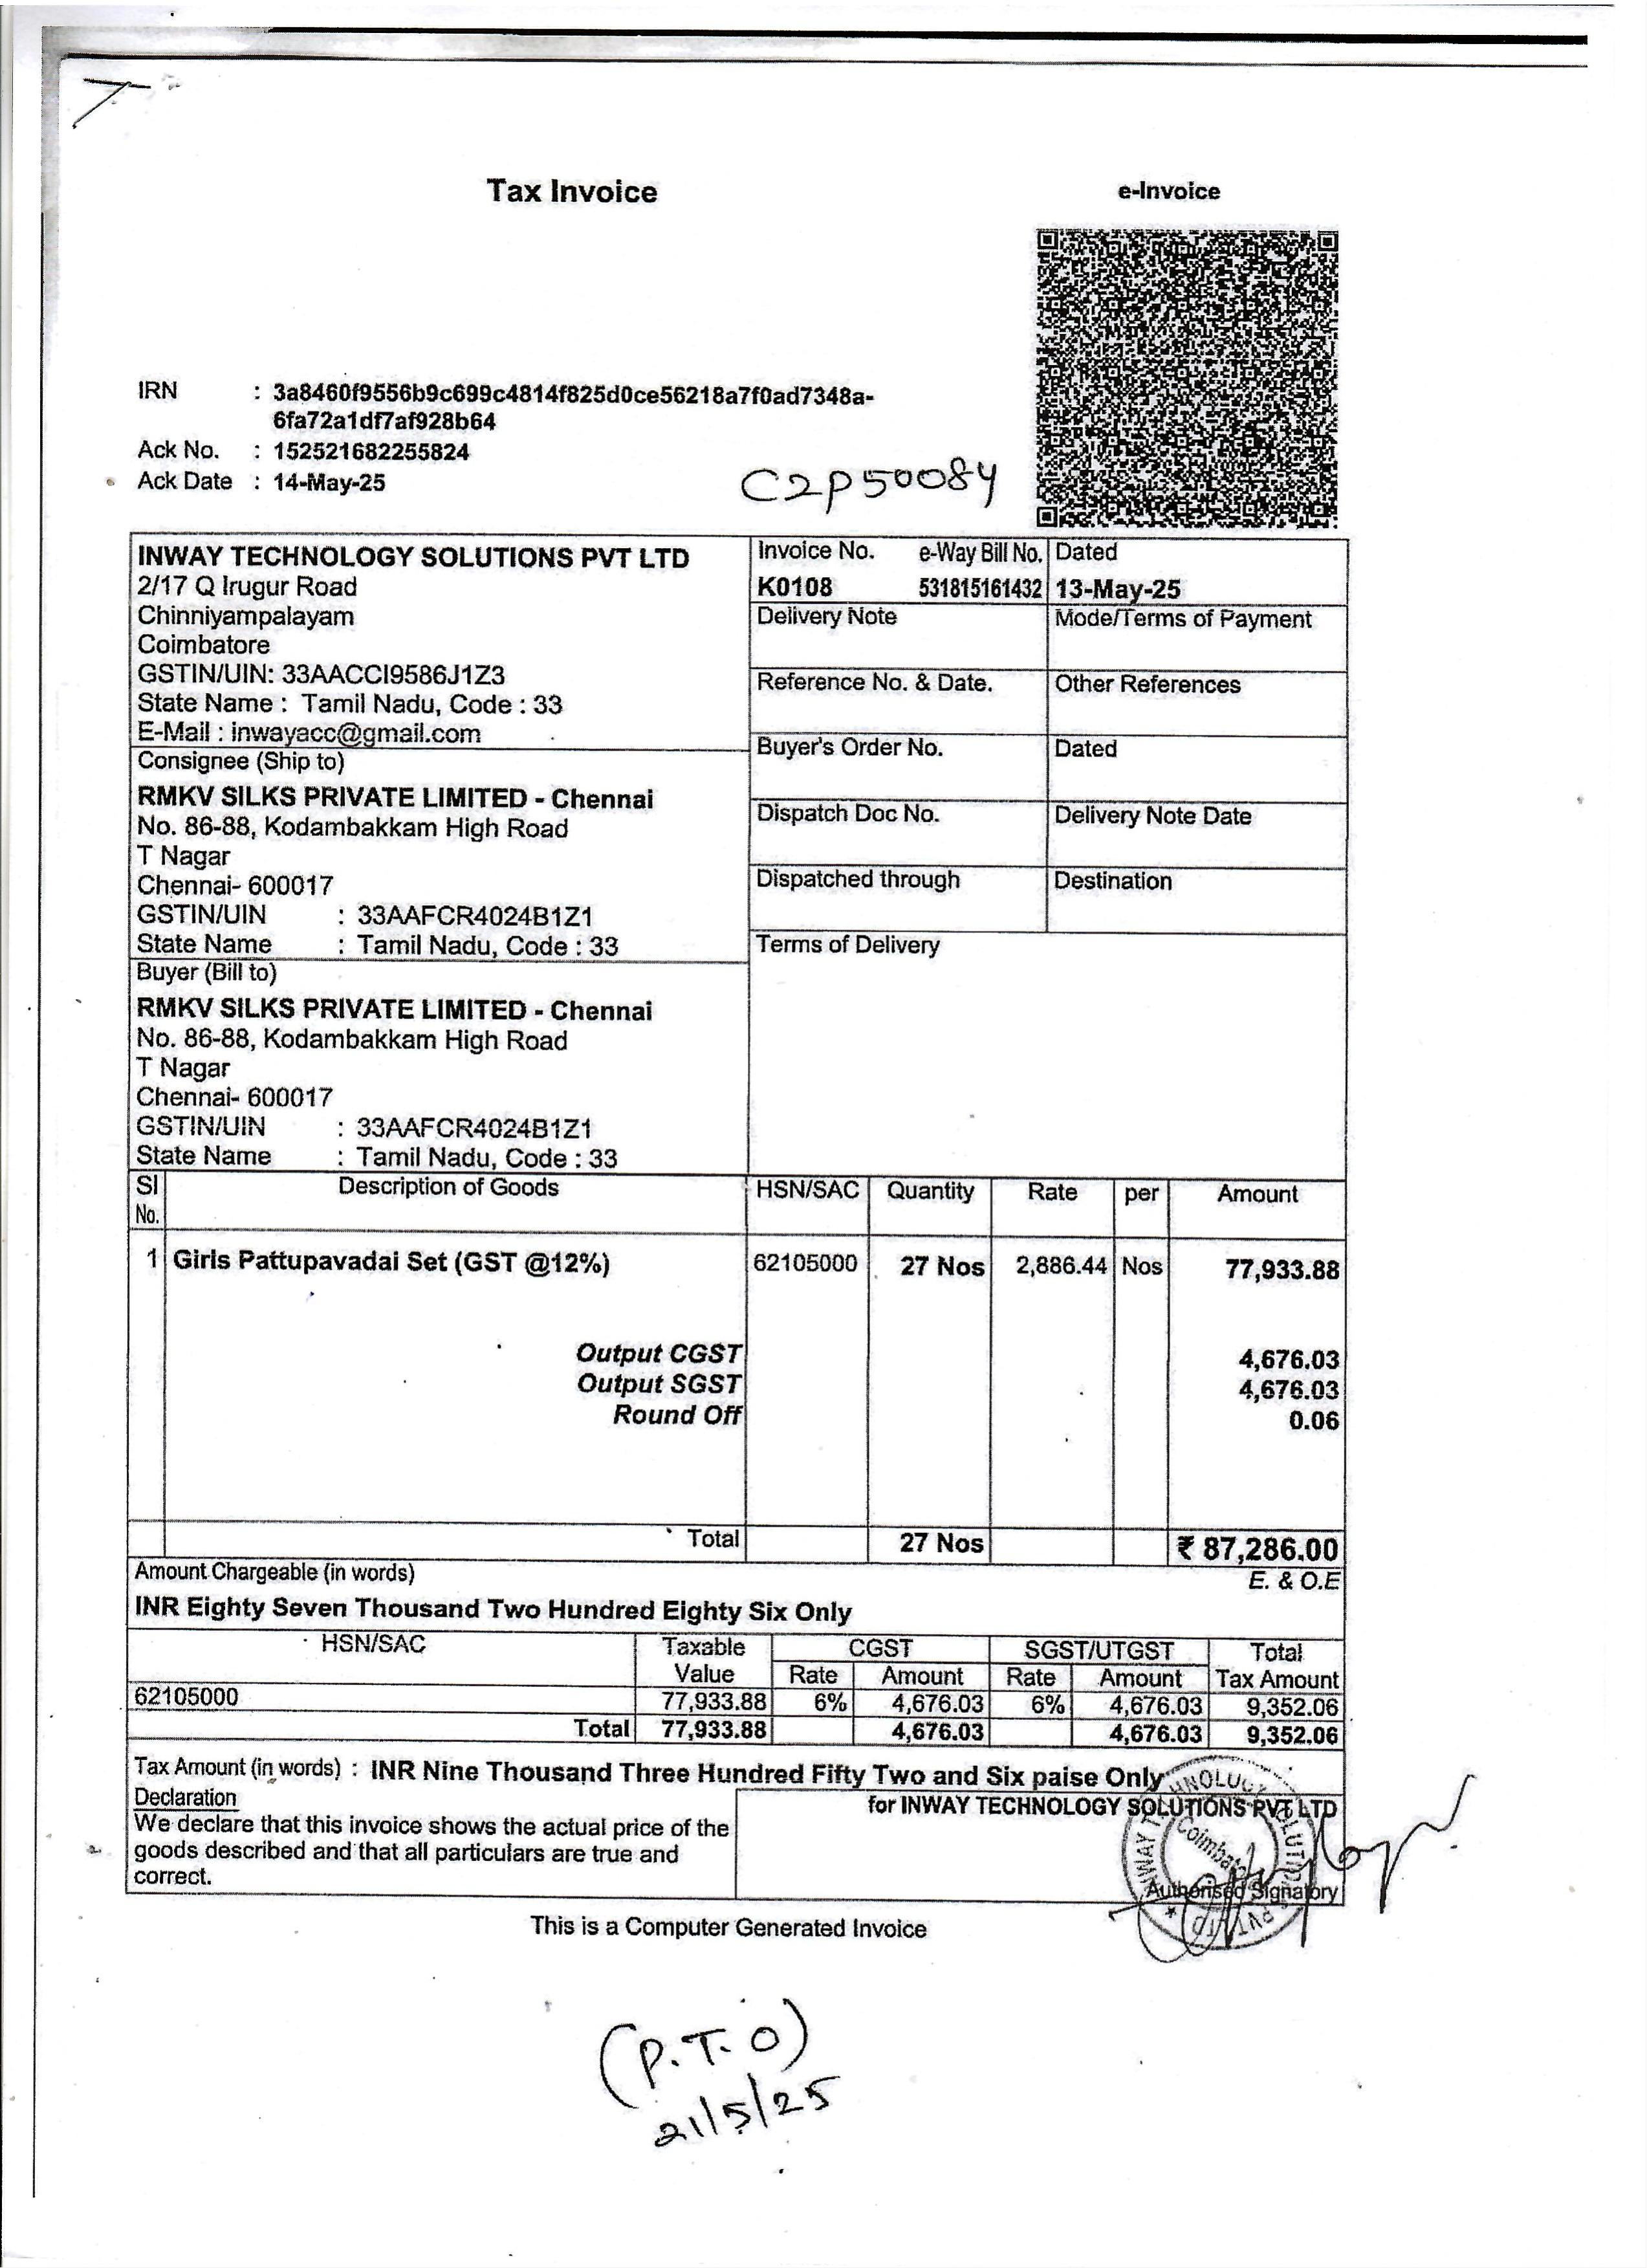 Tax Invoice
e-Invoice
IRN : 3a8460f9556b9c699c4814f825d0ce56218a7f0ad7348a-
6fa72a1df7af928b64
Ack No. : 152521682255824
Ack Date : 14-May-25
C2P50084
INWAY TECHNOLOGY SOLUTIONS PVT LTD
2/17 Q Irugur Road
Chinniyampalayam
Coimbatore
GSTIN/UIN: 33AACCI9586J1Z3
State Name : Tamil Nadu, Code : 33
E-Mail : inwayacc@gmail.com
Invoice No. e-Way Bill No. Dated
K0108 531815161432 13-May-25
Delivery Note Mode/Terms of Payment
Reference No. & Date. Other References
Buyer's Order No. Dated
Dispatch Doc No. Delivery Note Date
Dispatched through Destination
Terms of Delivery
Consignee (Ship to)
RMKV SILKS PRIVATE LIMITED - Chennai
No. 86-88, Kodambakkam High Road
T Nagar
Chennai- 600017
GSTIN/UIN : 33AAFCR4024B1Z1
State Name : Tamil Nadu, Code : 33
Buyer (Bill to)
RMKV SILKS PRIVATE LIMITED - Chennai
No. 86-88, Kodambakkam High Road
T Nagar
Chennai- 600017
GSTIN/UIN : 33AAFCR4024B1Z1
State Name : Tamil Nadu, Code : 33
Sl No. Description of Goods HSN/SAC Quantity Rate per Amount
1 Girls Pattupavadai Set (GST @12%) 62105000 27 Nos 2,886.44 Nos 77,933.88
Output CGST 4,676.03
Output SGST 4,676.03
Round Off 0.06
Total 27 Nos ₹ 87,286.00
Amount Chargeable (in words) E. & O.E
INR Eighty Seven Thousand Two Hundred Eighty Six Only
HSN/SAC Taxable Value CGST SGST/UTGST Total Tax Amount
Rate Amount Rate Amount
62105000 77,933.88 6% 4,676.03 6% 4,676.03 9,352.06
Total 77,933.88 4,676.03 4,676.03 9,352.06
Tax Amount (in words) : INR Nine Thousand Three Hundred Fifty Two and Six paise Only
Declaration
We declare that this invoice shows the actual price of the
goods described and that all particulars are true and
correct.
for INWAY TECHNOLOGY SOLUTIONS PVT LTD
Authorised Signatory
This is a Computer Generated Invoice
(P.T.O)
21/5/25